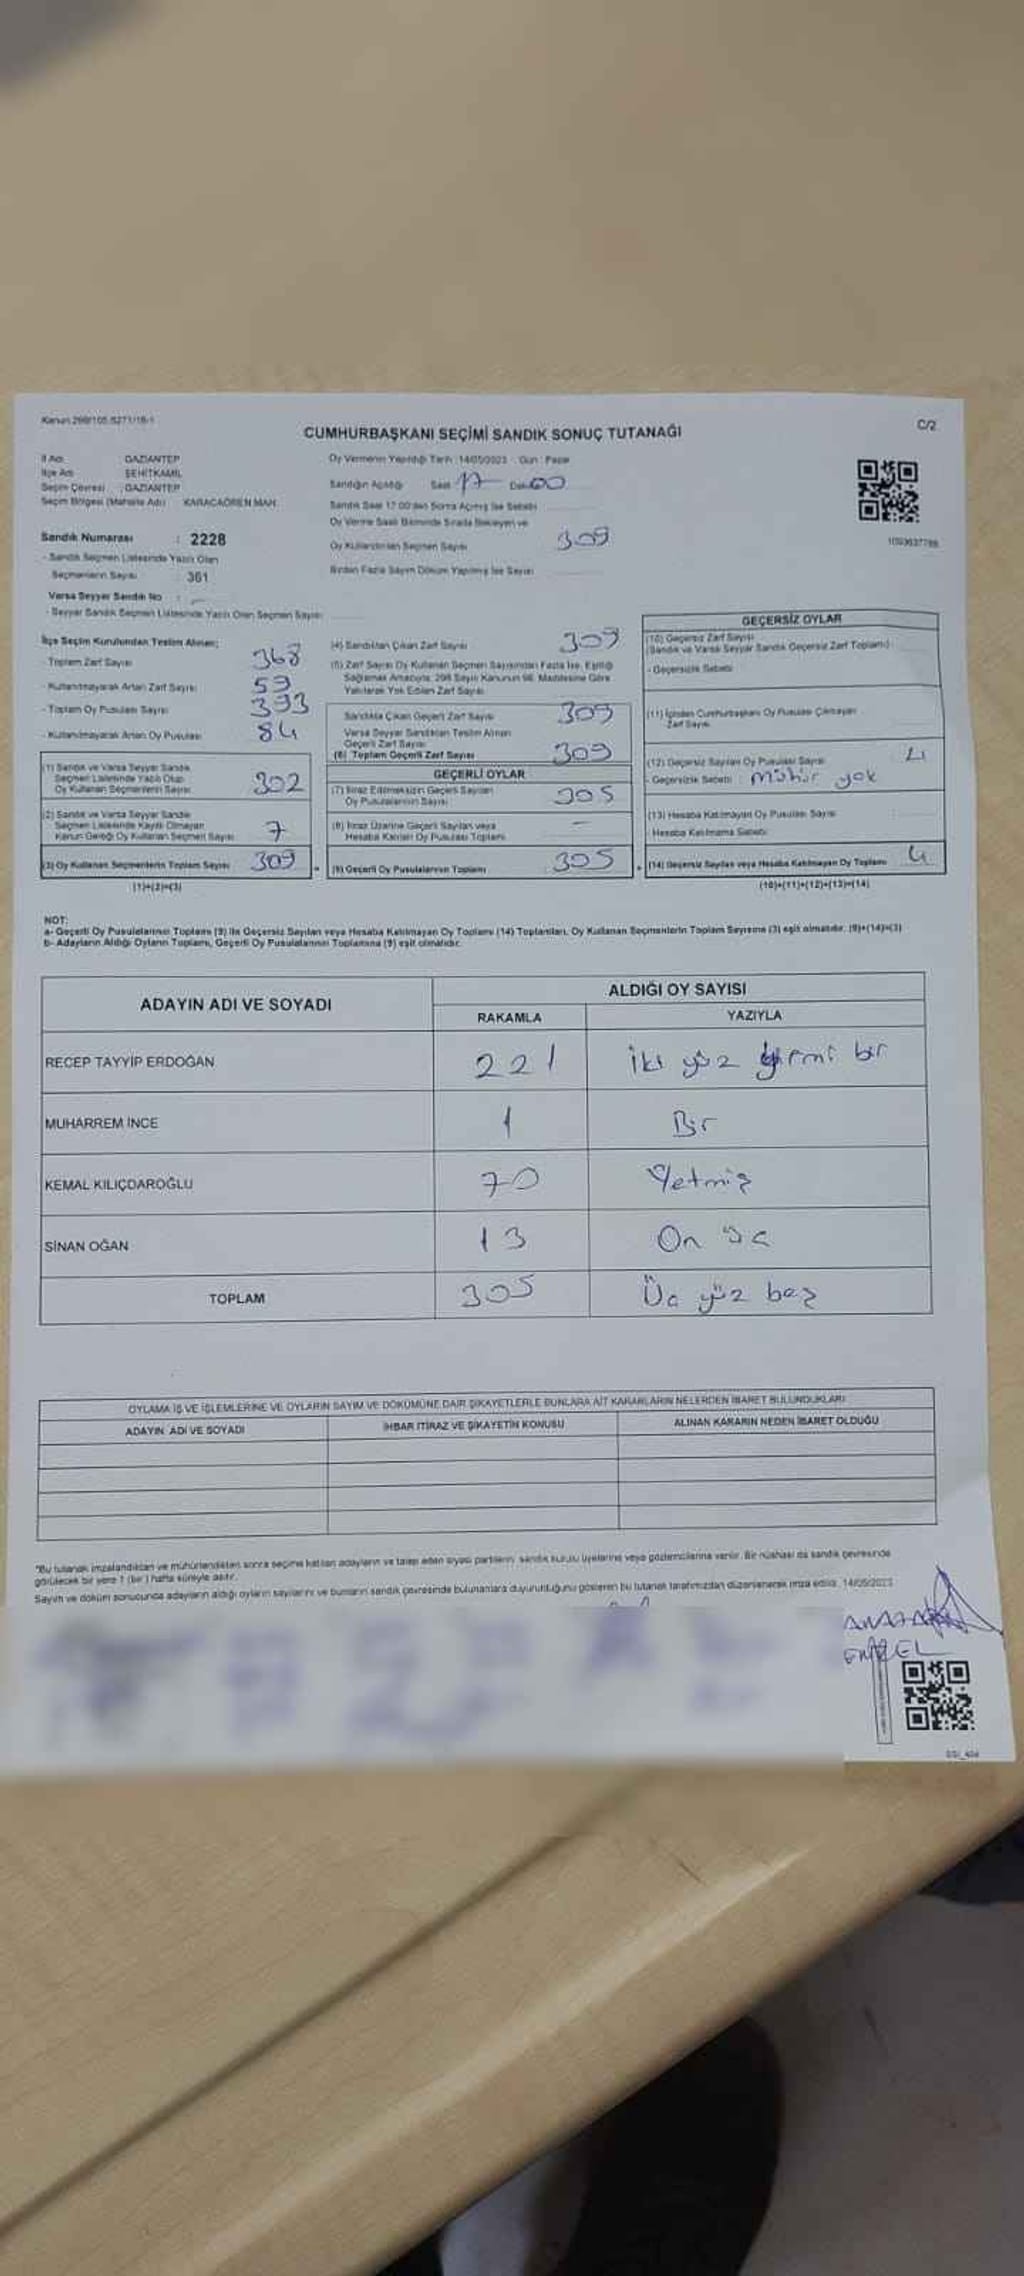 Kanun 298/105,6271/18-1
CUMHURBAŞKANI SEÇİMİ SANDIK SONUÇ TUTANAĞI
C/2
İl Adı : GAZİANTEP
İlçe Adı : ŞEHİTKAMİL
Seçim Çevresi : GAZİANTEP
Seçim Bölgesi (Mahalle Adı) : KARACAÖREN MAH.
Sandık Numarası : 2228
- Sandık Seçmen Listesinde Yazılı Olan
Seçmenlerin Sayısı : 361
Varsa Seyyar Sandık No : –
- Seyyar Sandık Seçmen Listesinde Yazılı Olan Seçmen Sayısı
Oy Vermenin Yapıldığı Tarih : 14/05/2023 - Gün : Pazar
Sandığın Açıldığı Saat 17 Dak. 00
Sandık Saat 17:00'den Sonra Açılmış İse Sebebi
Oy Verme Saati Bitiminde Sırada Bekleyen ve
Oy Kullandırılan Seçmen Sayısı 309
Birden Fazla Sayım Döküm Yapılmış İse Sayısı
İlçe Seçim Kurulundan Teslim Alınan;
- Toplam Zarf Sayısı 368
- Kullanılmayarak Artan Zarf Sayısı 59
- Toplam Oy Pusulası Sayısı 393
- Kullanılmayarak Artan Oy Pusulası 84
(1) Sandık ve Varsa Seyyar Sandık
Seçmen Listesinde Yazılı Olup
Oy Kullanan Seçmenlerin Sayısı 302
(2) Sandık ve Varsa Seyyar Sandık
Seçmen Listesinde Kayıtlı Olmayan
Kanun Gereği Oy Kullanan Seçmen Sayısı 7
(3) Oy Kullanan Seçmenlerin Toplam Sayısı 309
(1)+(2)=(3)
(4) Sandıktan Çıkan Zarf Sayısı 309
(5) Zarf Sayısı Oy Kullanan Seçmen Sayısından Fazla İse, Eşitliği
Sağlamak Amacıyla; 298 Sayılı Kanunun 98. Maddesine Göre
Yakılarak Yok Edilen Zarf Sayısı
Sandıkta Çıkan Geçerli Zarf Sayısı 309
Varsa Seyyar Sandıktan Teslim Alınan
Geçerli Zarf Sayısı
(6) Toplam Geçerli Zarf Sayısı 309
GEÇERLİ OYLAR
(7) İtiraz Edilmeksizin Geçerli Sayılan
Oy Pusulalarının Sayısı 305
(8) İtiraz Üzerine Geçerli Sayılan veya
Hesaba Katılan Oy Pusulası Toplamı –
(9) Geçerli Oy Pusulalarının Toplamı 305
GEÇERSİZ OYLAR
(10) Geçersiz Zarf Sayısı
(Sandık ve Varsa Seyyar Sandık Geçersiz Zarf Toplamı)
- Geçersizlik Sebebi
(11) İçinden Cumhurbaşkanı Oy Pusulası Çıkmayan
Zarf Sayısı
(12) Geçersiz Sayılan Oy Pusulası Sayısı 4
- Geçersizlik Sebebi : mühür yok
(13) Hesaba Katılmayan Oy Pusulası Sayısı
- Hesaba Katılmama Sebebi
(14) Geçersiz Sayılan veya Hesaba Katılmayan Oy Toplamı 4
(10)+(11)+(12)+(13)=(14)
NOT:
a- Geçerli Oy Pusulalarının Toplamı (9) ile Geçersiz Sayılan veya Hesaba Katılmayan Oy Toplamı (14) Toplamları, Oy Kullanan Seçmenlerin Toplam Sayısına (3) eşit olmalıdır. (9)+(14)=(3)
b- Adayların Aldığı Oyların Toplamı, Geçerli Oy Pusulalarının Toplamına (9) eşit olmalıdır.
ADAYIN ADI VE SOYADI
ALDIĞI OY SAYISI
RAKAMLA YAZIYLA
RECEP TAYYİP ERDOĞAN 221 iki yüz yirmi bir
MUHARREM İNCE 1 Bir
KEMAL KILIÇDAROĞLU 70 Yetmiş
SİNAN OĞAN 13 On üç
TOPLAM 305 Üç yüz beş
OYLAMA İŞ VE İŞLEMLERİNE VE OYLARIN SAYIM VE DÖKÜMÜNE DAİR ŞİKAYETLERLE BUNLARA AİT KARARLARIN NELERDEN İBARET BULUNDUKLARI
ADAYIN ADI VE SOYADI İHBAR İTİRAZ VE ŞİKAYETİN KONUSU ALINAN KARARIN NEDEN İBARET OLDUĞU
"Bu tutanak imzalandıktan ve mühürlendikten sonra seçime katılan adayların ve talep eden siyasi partilerin sandık kurulu üyelerine veya gözlemcilerine verilir. Bir nüshası da sandık çevresinde
görülecek bir yere 1 (bir) hafta süreyle asılır.
Sayım ve döküm sonucunda adayların aldığı oyların sayılarını ve bunların sandık çevresinde bulunanlara duyurulduğunu gösteren bu tutanak tarafımızdan düzenlenerek imza edildi. 14/05/2023